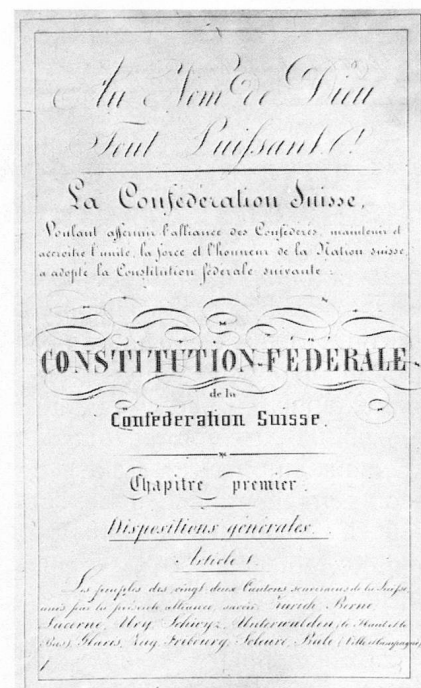 Au Nom de Dieu
Tout Puissant!
La Confédération Suisse,
Voulant affermir l'alliance des Confédérés, maintenir et
accroître l'unité, la force et l'honneur de la Nation suisse,
a adopté la Constitution fédérale suivante:
CONSTITUTION FÉDÉRALE
de la
Confédération Suisse.
Chapitre premier.
Dispositions générales.
Article 1.
Les peuples des vingt deux Cantons souverains de la Suisse,
unis par la présente alliance, savoir: Zurich, Berne,
Lucerne, Ury, Schwyz, Unterwalden, (le Haut et le
Bas), Glaris, Zug, Fribourg, Soleure, Bâle (Ville et Campagne)